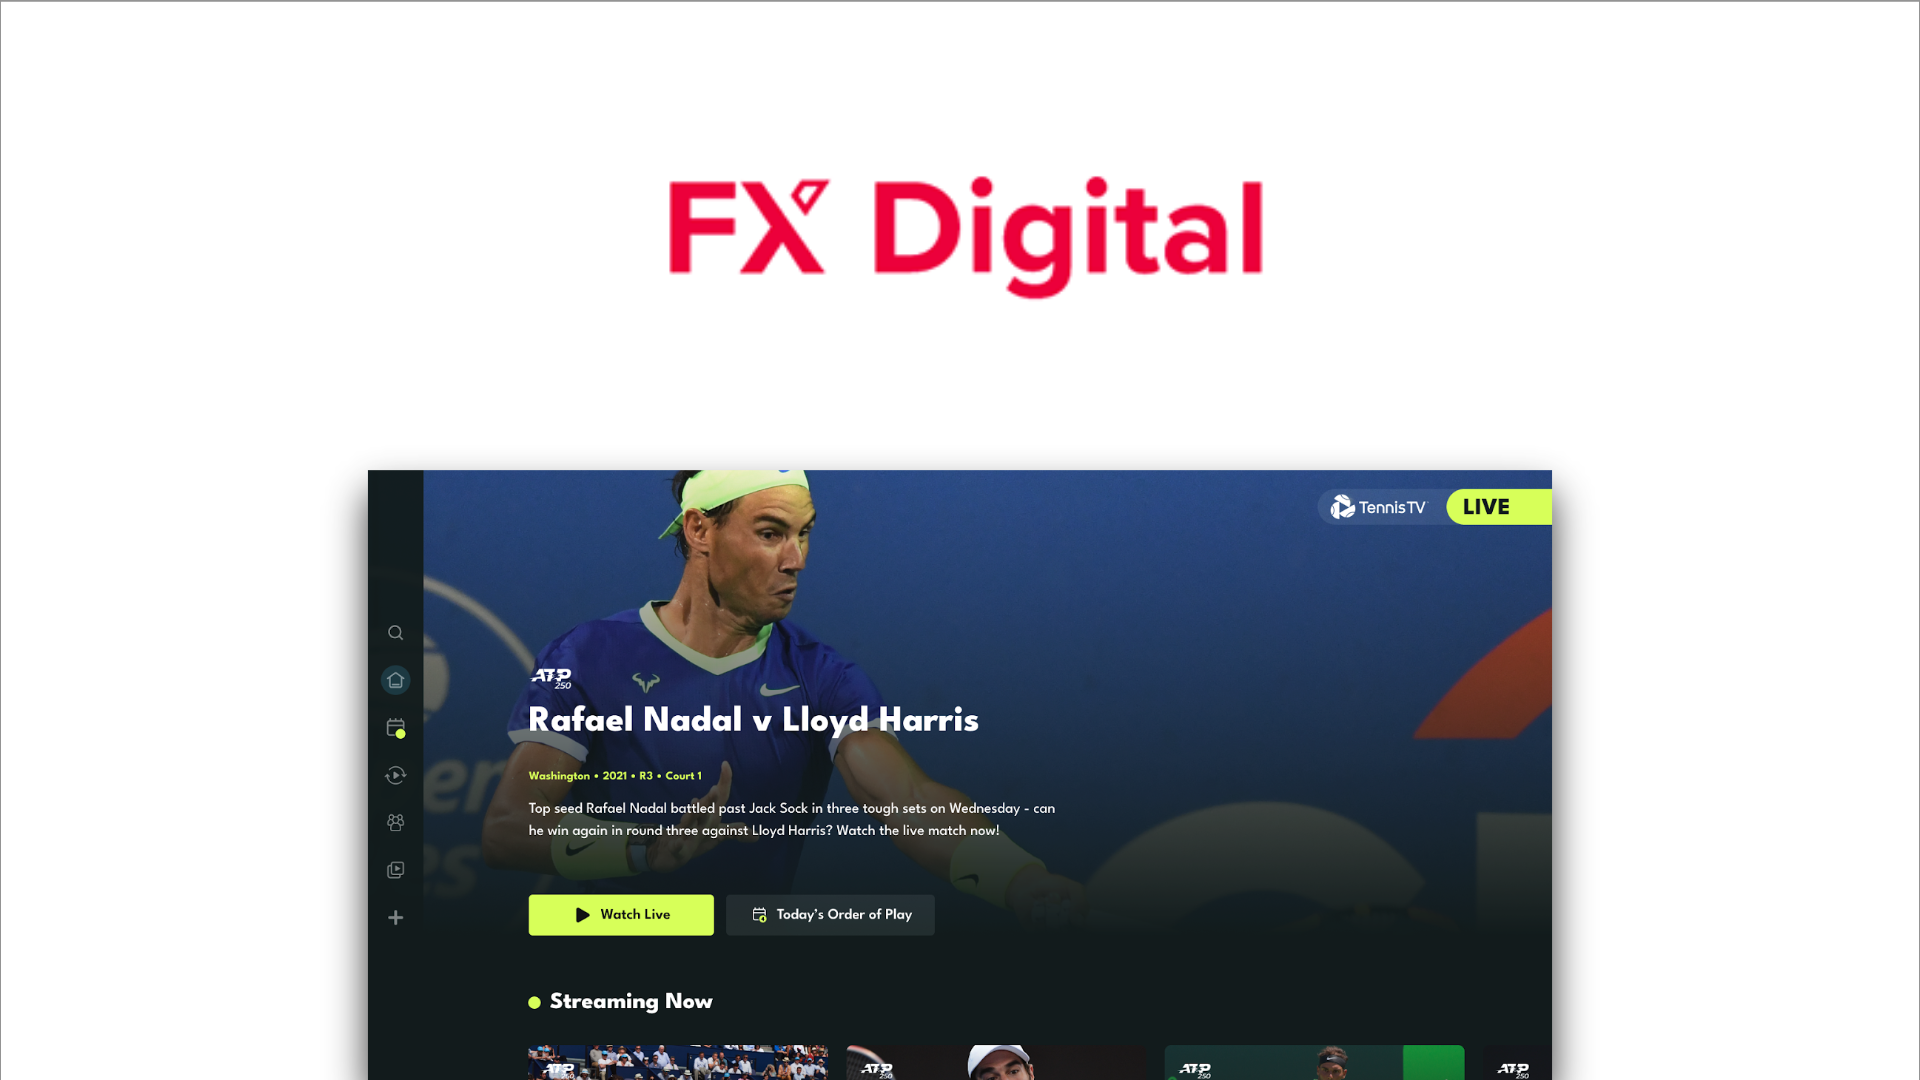 FX Digital
TennisTV
LIVE
ATP
250
Rafael Nadal v Lloyd Harris
Washington • 2021 • R3 • Court 1
Top seed Rafael Nadal battled past Jack Sock in three tough sets on Wednesday - can
he win again in round three against Lloyd Harris? Watch the live match now!
Watch Live
Today's Order of Play
Streaming Now
ATP
250
ATP
250
ATP
250
ATP
250